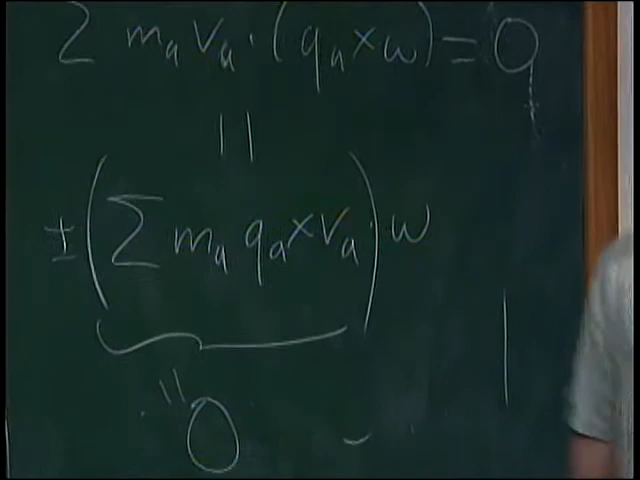 Σ mₐ vₐ · (qₐ × ω) = 0
||
± (Σ mₐ qₐ × vₐ) · ω
||
0